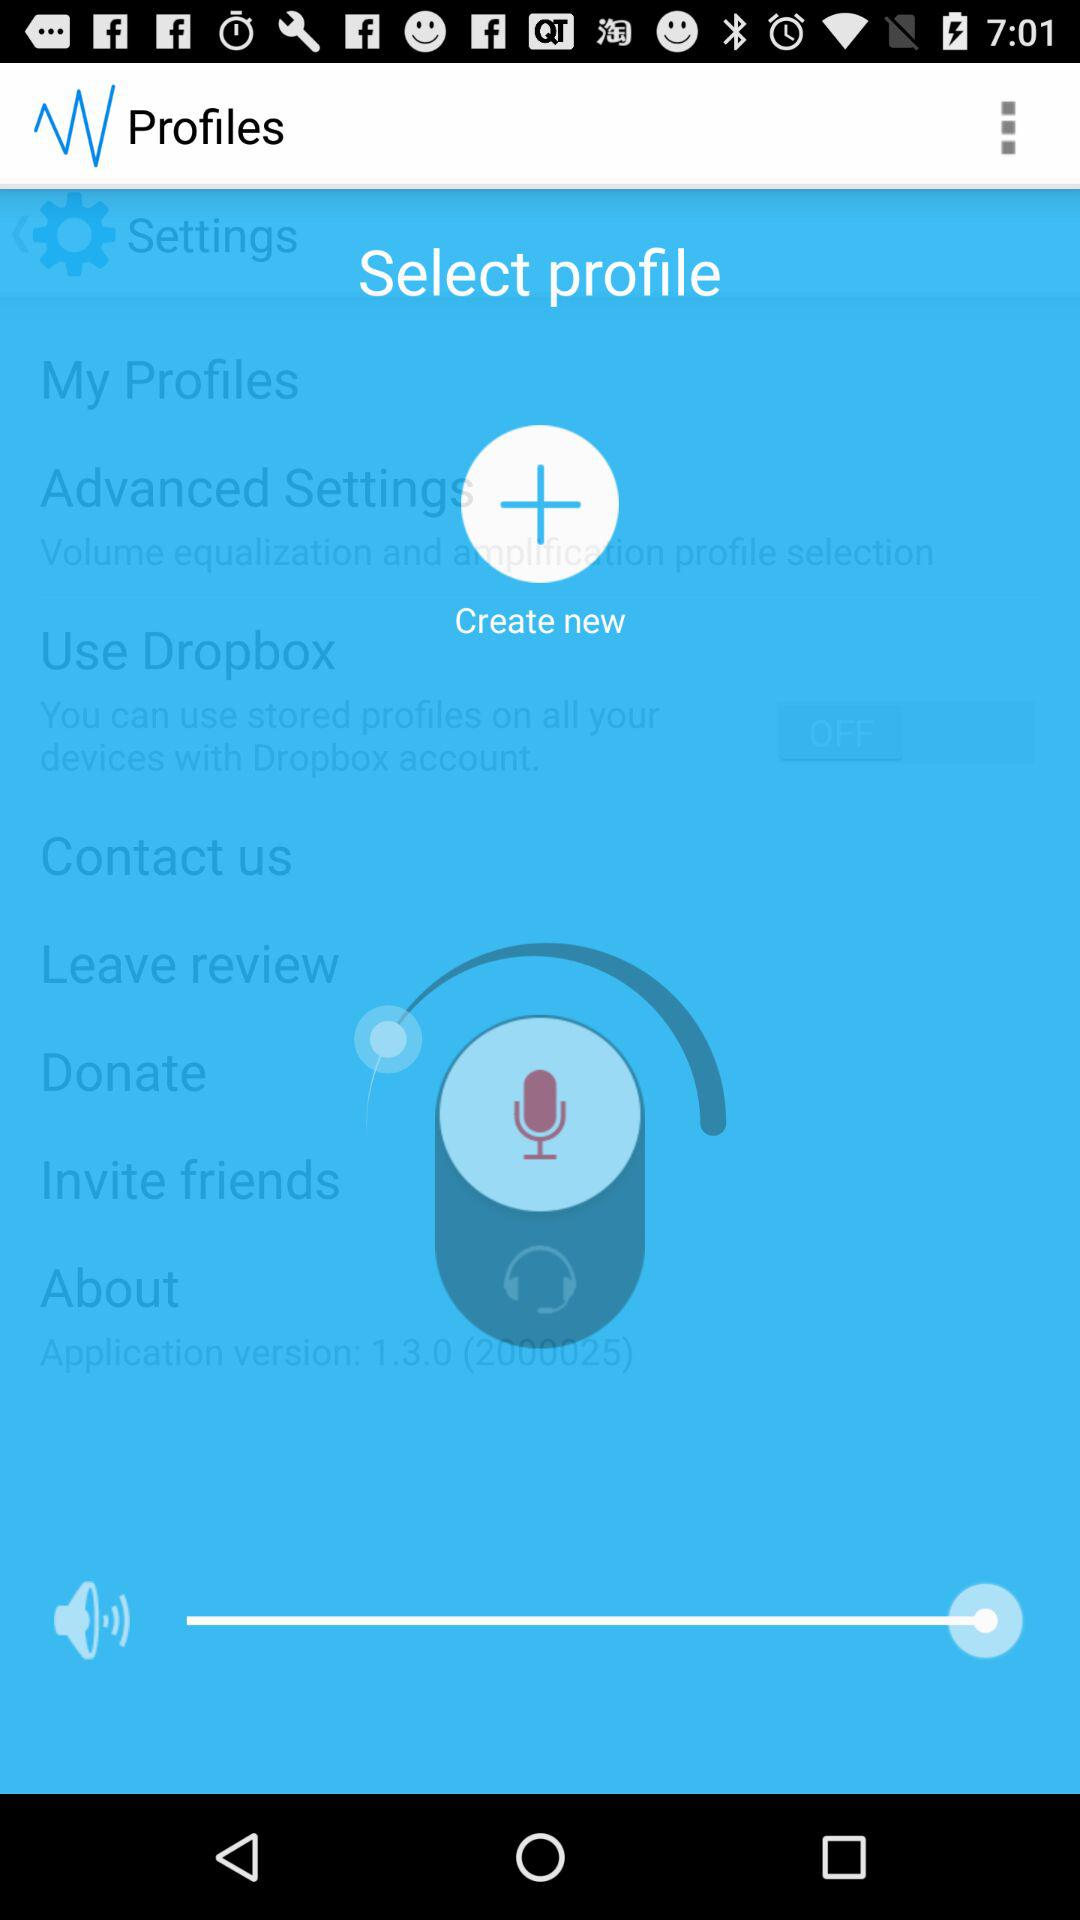 QT 淘 7:01
Profiles
Settings
Select profile
My Profiles
Advanced Settings
Volume equalization and amplification profile selection
Create new
Use Dropbox
You can use stored profiles on all your
devices with Dropbox account.
OFF
Contact us
Leave review
Donate
Invite friends
About
Application version: 1.3.0 (2000025)